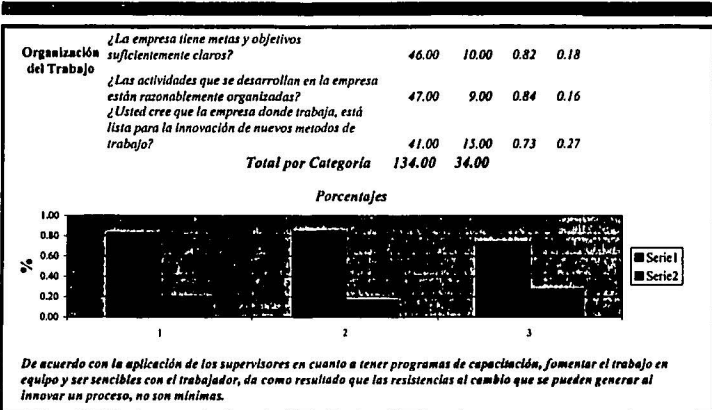 ¿La empresa tiene metas y objetivos
Organización suficientemente claros? 46.00 10.00 0.82 0.18
del Trabajo
¿Las actividades que se desarrollan en la empresa
están razonablemente organizadas? 47.00 9.00 0.84 0.16
¿Usted cree que la empresa donde trabaja, está
lista para la innovación de nuevos metodos de
trabajo? 41.00 15.00 0.73 0.27
Total por Categoría 134.00 34.00
Porcentajes
1.00
0.80
0.60
0.40
0.20
0.00
%
1 2 3
Serie1
Serie2
De acuerdo con la aplicación de los supervisores en cuanto a tener programas de capacitación, fomentar el trabajo en
equipo y ser sencibles con el trabajador, da como resultado que las resistencias al cambio que se pueden generar al
innovar un proceso, no son mínimas.